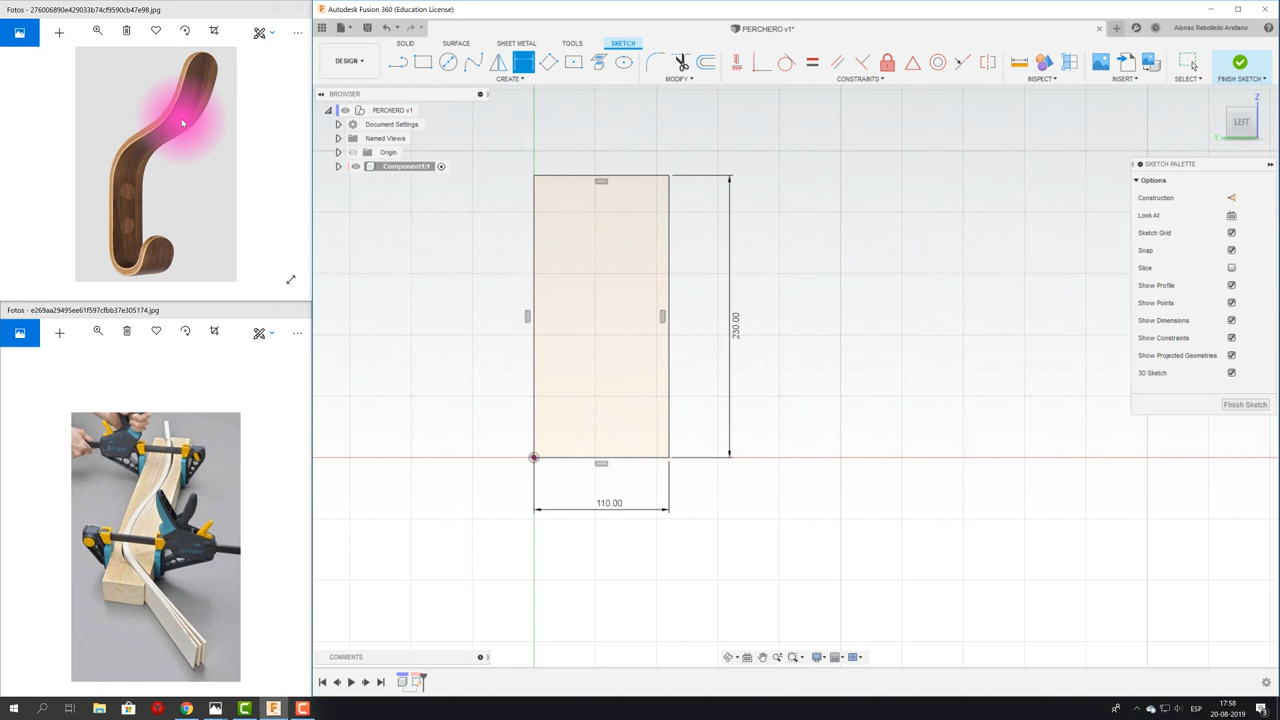 Fotos - 276006890e429033b74cf9590cb47e98.jpg
Autodesk Fusion 360 (Education License)
PERCHERO v1*
Alonso Rebolledo Arellano
DESIGN
SOLID
SURFACE
SHEET METAL
TOOLS
SKETCH
CREATE
MODIFY
CONSTRAINTS
INSPECT
INSERT
SELECT
FINISH SKETCH
BROWSER
PERCHERO v1
Document Settings
Named Views
Origin
Component1:1
Z
LEFT
Y
SKETCH PALETTE
Options
Construction
Look At
Sketch Grid
Snap
Slice
Show Profile
Show Points
Show Dimensions
Show Constraints
Show Projected Geometries
3D Sketch
Finish Sketch
230.00
110.00
Fotos - e269aa29495ee61f597cfbb37e305174.jpg
COMMENTS
ESP
17:58
20-08-2019
3